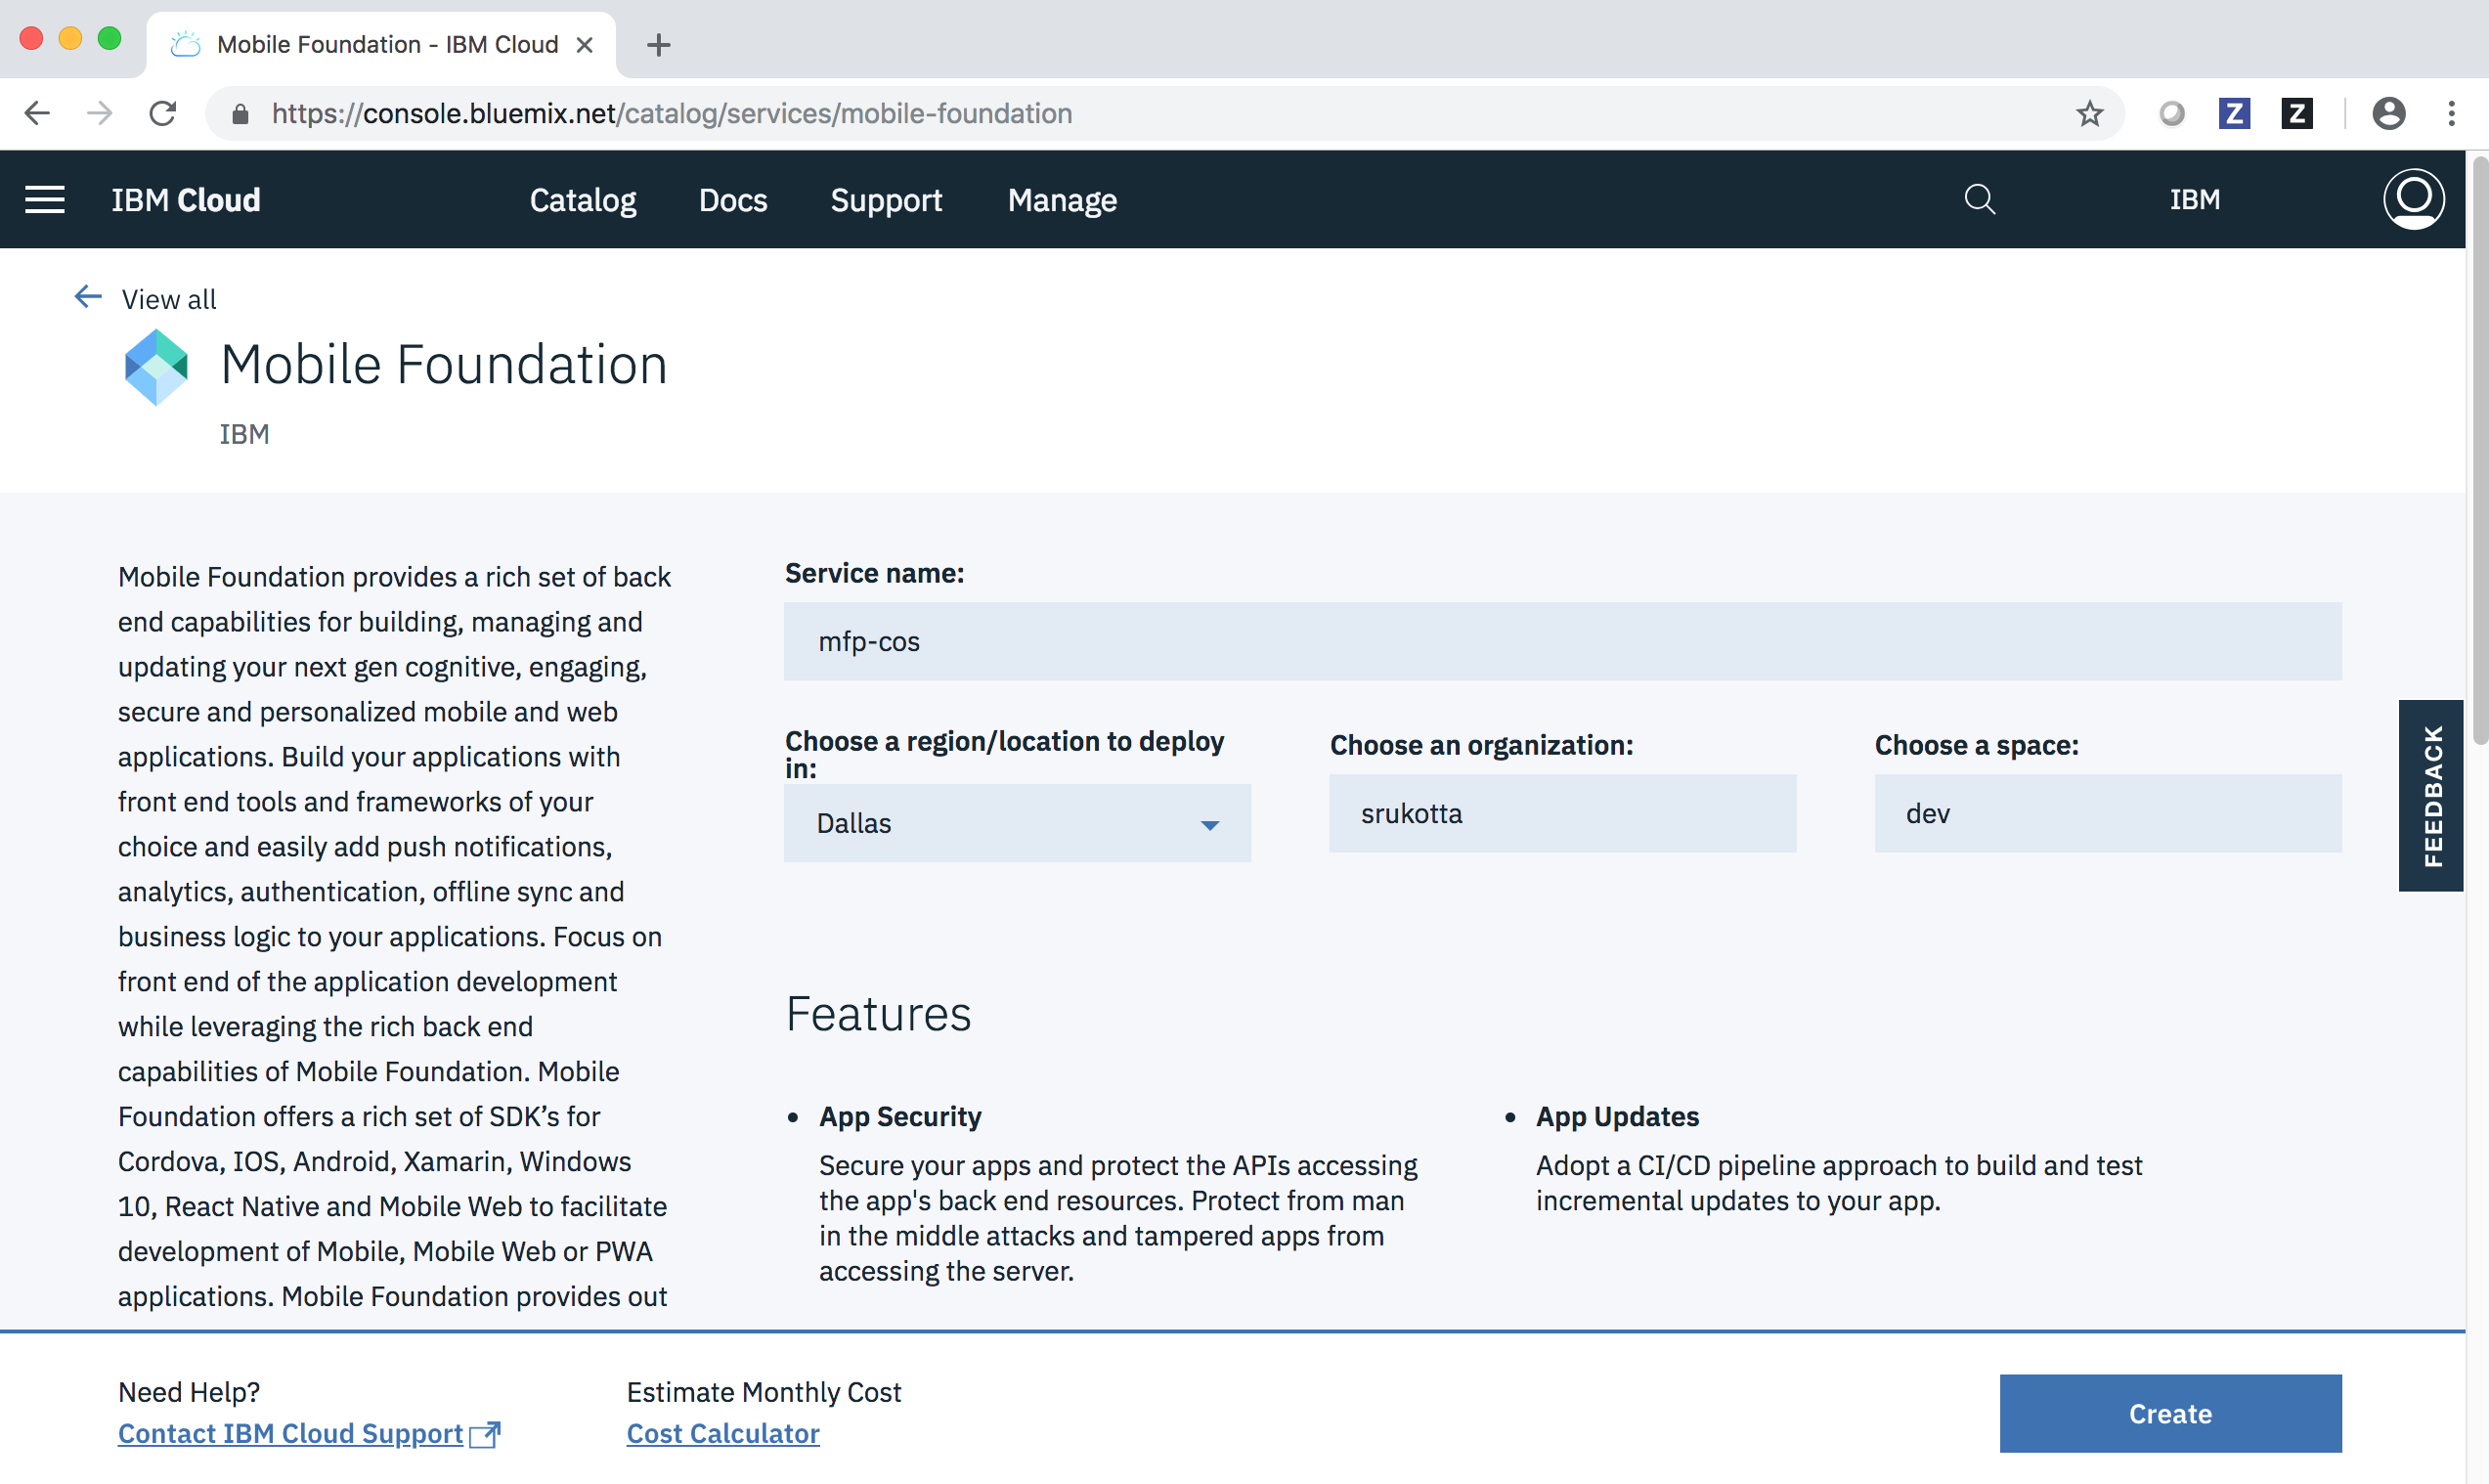 Mobile Foundation - IBM Cloud
https://console.bluemix.net/catalog/services/mobile-foundation
Z
Z
IBM Cloud
Catalog
Docs
Support
Manage
IBM
View all
Mobile Foundation
IBM
Mobile Foundation provides a rich set of back
end capabilities for building, managing and
updating your next gen cognitive, engaging,
secure and personalized mobile and web
applications. Build your applications with
front end tools and frameworks of your
choice and easily add push notifications,
analytics, authentication, offline sync and
business logic to your applications. Focus on
front end of the application development
while leveraging the rich back end
capabilities of Mobile Foundation. Mobile
Foundation offers a rich set of SDK’s for
Cordova, IOS, Android, Xamarin, Windows
10, React Native and Mobile Web to facilitate
development of Mobile, Mobile Web or PWA
applications. Mobile Foundation provides out
Service name:
mfp-cos
Choose a region/location to deploy
in:
Dallas
Choose an organization:
srukotta
Choose a space:
dev
FEEDBACK
Features
App Security
Secure your apps and protect the APIs accessing
the app's back end resources. Protect from man
in the middle attacks and tampered apps from
accessing the server.
App Updates
Adopt a CI/CD pipeline approach to build and test
incremental updates to your app.
Need Help?
Contact IBM Cloud Support
Estimate Monthly Cost
Cost Calculator
Create